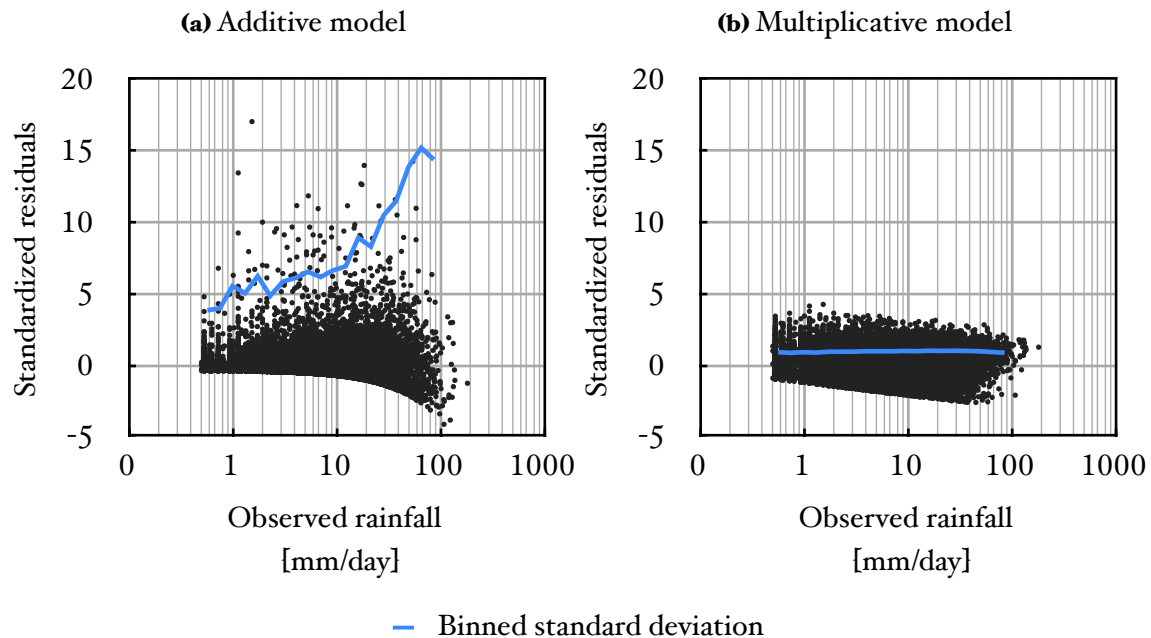 (a) Additive model
(b) Multiplicative model
Standardized residuals
20
15
10
5
0
-5
0 1 10 100 1000
Observed rainfall
[mm/day]
Standardized residuals
20
15
10
5
0
-5
0 1 10 100 1000
Observed rainfall
[mm/day]
Binned standard deviation